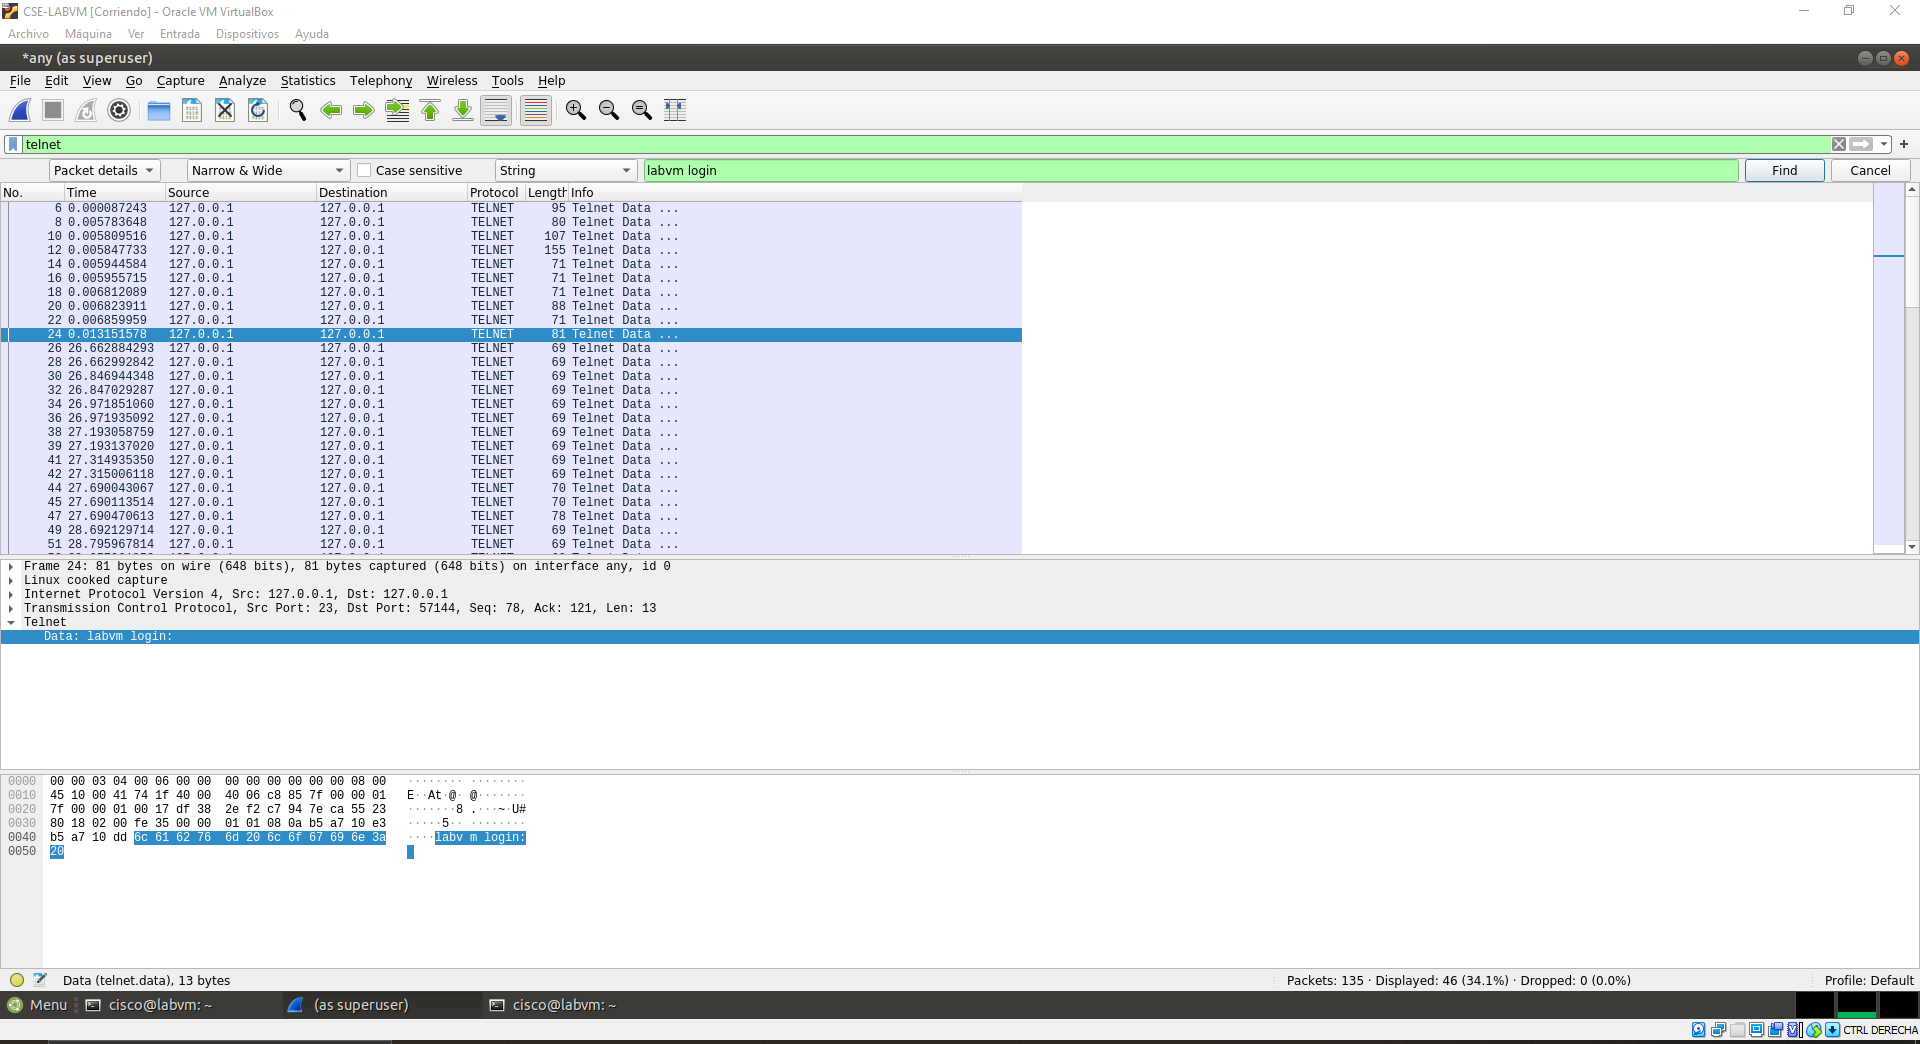 CSE-LABVM [Corriendo] - Oracle VM VirtualBox
Archivo Máquina Ver Entrada Dispositivos Ayuda
*any (as superuser)
File Edit View Go Capture Analyze Statistics Telephony Wireless Tools Help
telnet
Packet details Narrow & Wide Case sensitive String labvm login Find Cancel
No. Time Source Destination Protocol Length Info
6 0.000087243 127.0.0.1 127.0.0.1 TELNET 95 Telnet Data ...
8 0.005783648 127.0.0.1 127.0.0.1 TELNET 80 Telnet Data ...
10 0.005809516 127.0.0.1 127.0.0.1 TELNET 107 Telnet Data ...
12 0.005847733 127.0.0.1 127.0.0.1 TELNET 155 Telnet Data ...
14 0.005944584 127.0.0.1 127.0.0.1 TELNET 71 Telnet Data ...
16 0.005955715 127.0.0.1 127.0.0.1 TELNET 71 Telnet Data ...
18 0.006812089 127.0.0.1 127.0.0.1 TELNET 71 Telnet Data ...
20 0.006823911 127.0.0.1 127.0.0.1 TELNET 88 Telnet Data ...
22 0.006859959 127.0.0.1 127.0.0.1 TELNET 71 Telnet Data ...
24 0.013151578 127.0.0.1 127.0.0.1 TELNET 81 Telnet Data ...
26 26.662884293 127.0.0.1 127.0.0.1 TELNET 69 Telnet Data ...
28 26.662992842 127.0.0.1 127.0.0.1 TELNET 69 Telnet Data ...
30 26.846944348 127.0.0.1 127.0.0.1 TELNET 69 Telnet Data ...
32 26.847029287 127.0.0.1 127.0.0.1 TELNET 69 Telnet Data ...
34 26.971851060 127.0.0.1 127.0.0.1 TELNET 69 Telnet Data ...
36 26.971935092 127.0.0.1 127.0.0.1 TELNET 69 Telnet Data ...
38 27.193058759 127.0.0.1 127.0.0.1 TELNET 69 Telnet Data ...
39 27.193137020 127.0.0.1 127.0.0.1 TELNET 69 Telnet Data ...
41 27.314935350 127.0.0.1 127.0.0.1 TELNET 69 Telnet Data ...
42 27.315006118 127.0.0.1 127.0.0.1 TELNET 69 Telnet Data ...
44 27.690043067 127.0.0.1 127.0.0.1 TELNET 70 Telnet Data ...
45 27.690113514 127.0.0.1 127.0.0.1 TELNET 70 Telnet Data ...
47 27.690470613 127.0.0.1 127.0.0.1 TELNET 78 Telnet Data ...
49 28.692129714 127.0.0.1 127.0.0.1 TELNET 69 Telnet Data ...
51 28.795967814 127.0.0.1 127.0.0.1 TELNET 69 Telnet Data ...
Frame 24: 81 bytes on wire (648 bits), 81 bytes captured (648 bits) on interface any, id 0
Linux cooked capture
Internet Protocol Version 4, Src: 127.0.0.1, Dst: 127.0.0.1
Transmission Control Protocol, Src Port: 23, Dst Port: 57144, Seq: 78, Ack: 121, Len: 13
Telnet
Data: labvm login:
0000 00 00 03 04 00 06 00 00 00 00 00 00 00 00 08 00 ········ ········
0010 45 10 00 41 74 1f 40 00 40 06 c8 85 7f 00 00 01 E··At·@· @·······
0020 7f 00 00 01 00 17 df 38 2e f2 c7 94 7e ca 55 23 ·······8 .···~·U#
0030 80 18 02 00 fe 35 00 00 01 01 08 0a b5 a7 10 e3 ·····5·· ········
0040 b5 a7 10 dd 6c 61 62 76 6d 20 6c 6f 67 69 6e 3a ····labv m login:
0050 20
Data (telnet.data), 13 bytes Packets: 135 · Displayed: 46 (34.1%) · Dropped: 0 (0.0%) Profile: Default
Menu cisco@labvm: ~ (as superuser) cisco@labvm: ~
CTRL DERECHA